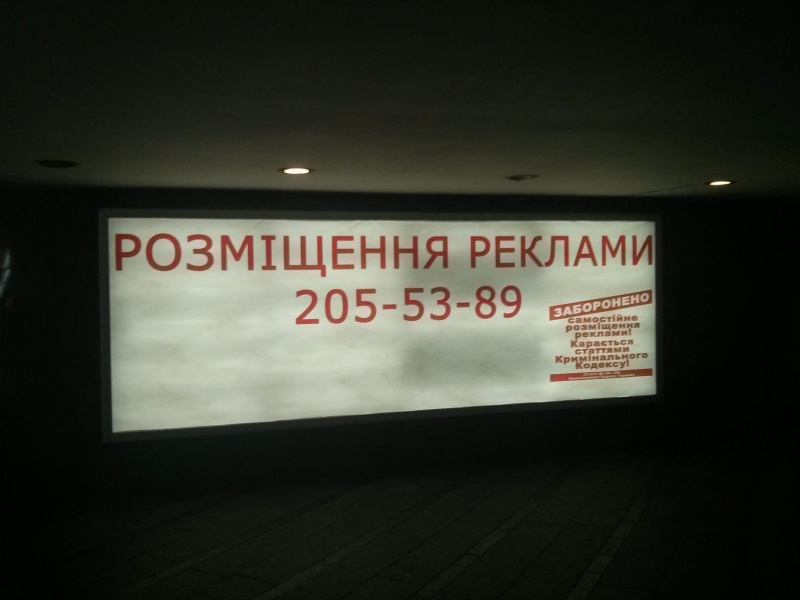 РОЗМІЩЕННЯ РЕКЛАМИ
205-53-89
ЗАБОРОНЕНО
самостійне
розміщення
реклами!
Карається
статтями
Кримінального
Кодексу!